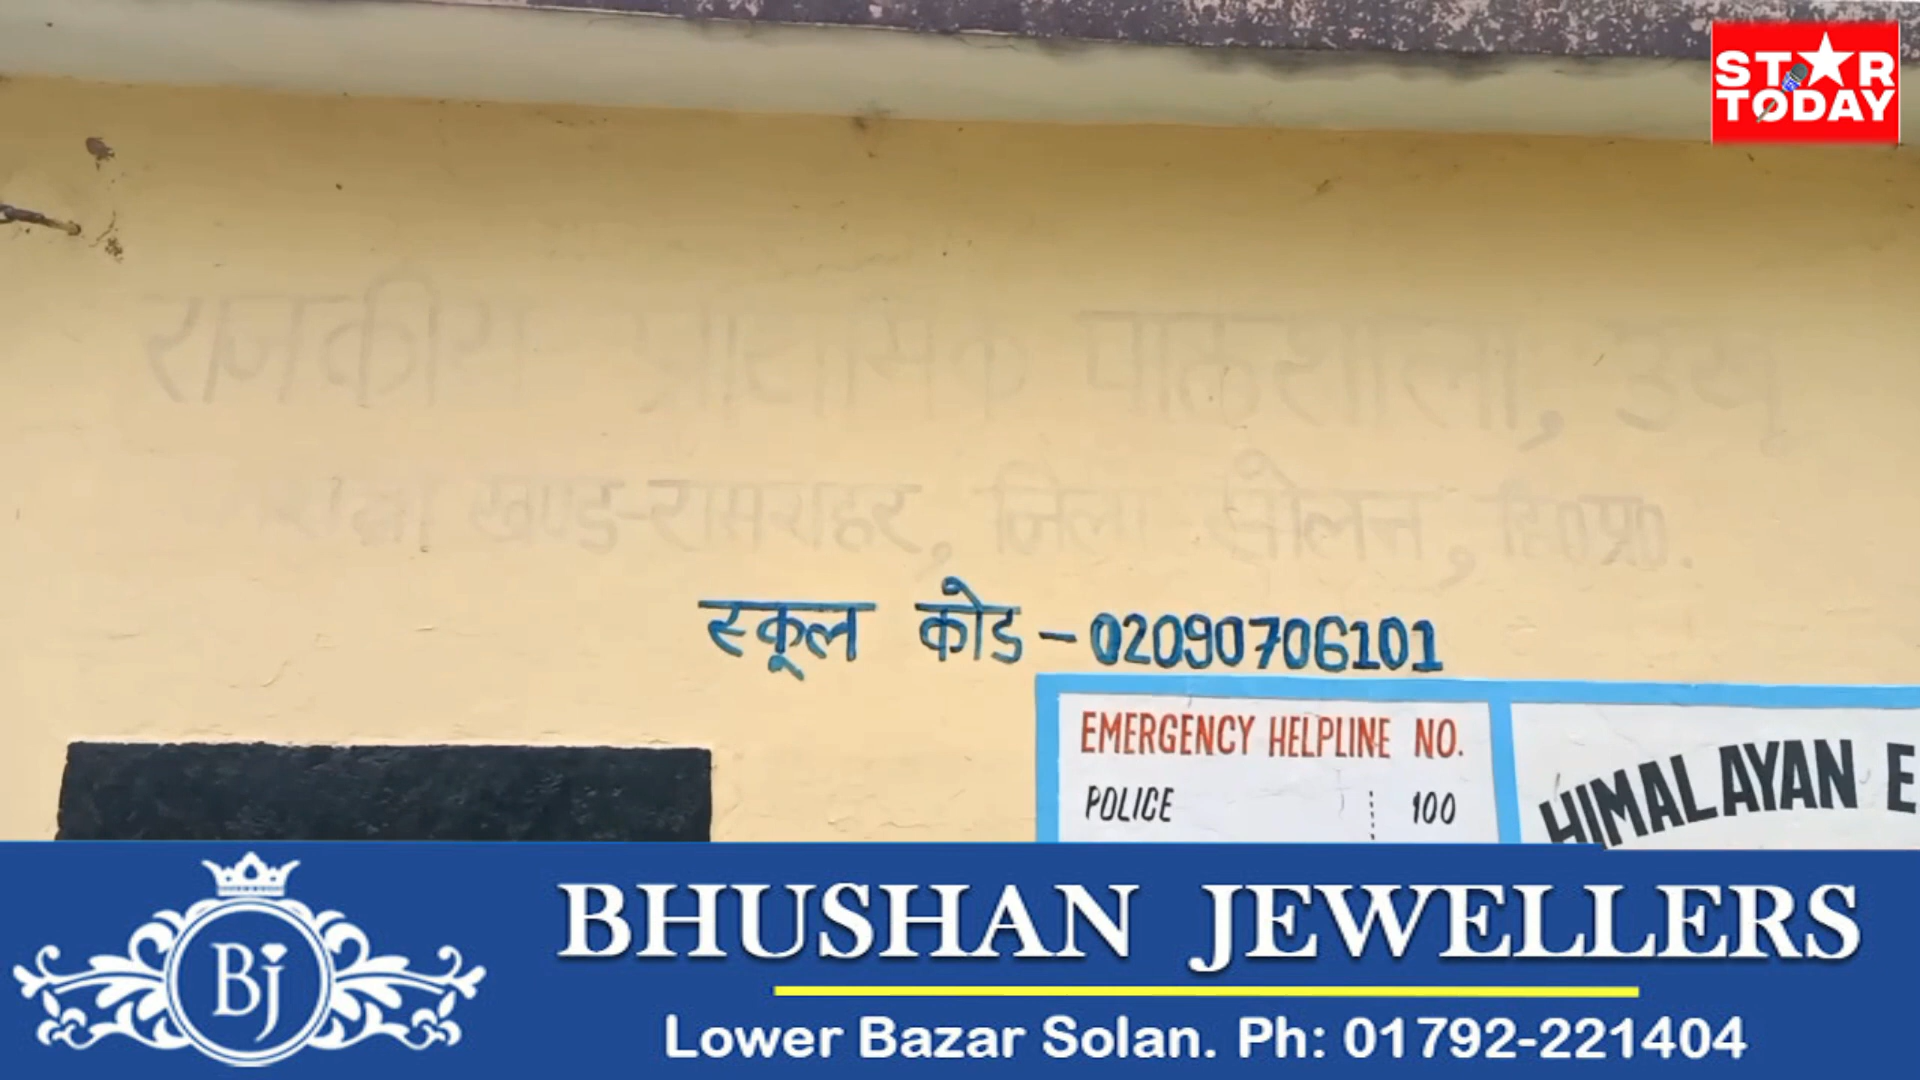 STAR
TODAY
राजकीय प्राथमिक पाठशाला,
खण्ड-रामशहर, जिला सोलन, हि०प्र०.
स्कूल कोड - 02090706101
EMERGENCY HELPLINE NO.
POLICE 100
HIMALAYAN E
BJ
BHUSHAN JEWELLERS
Lower Bazar Solan. Ph: 01792-221404